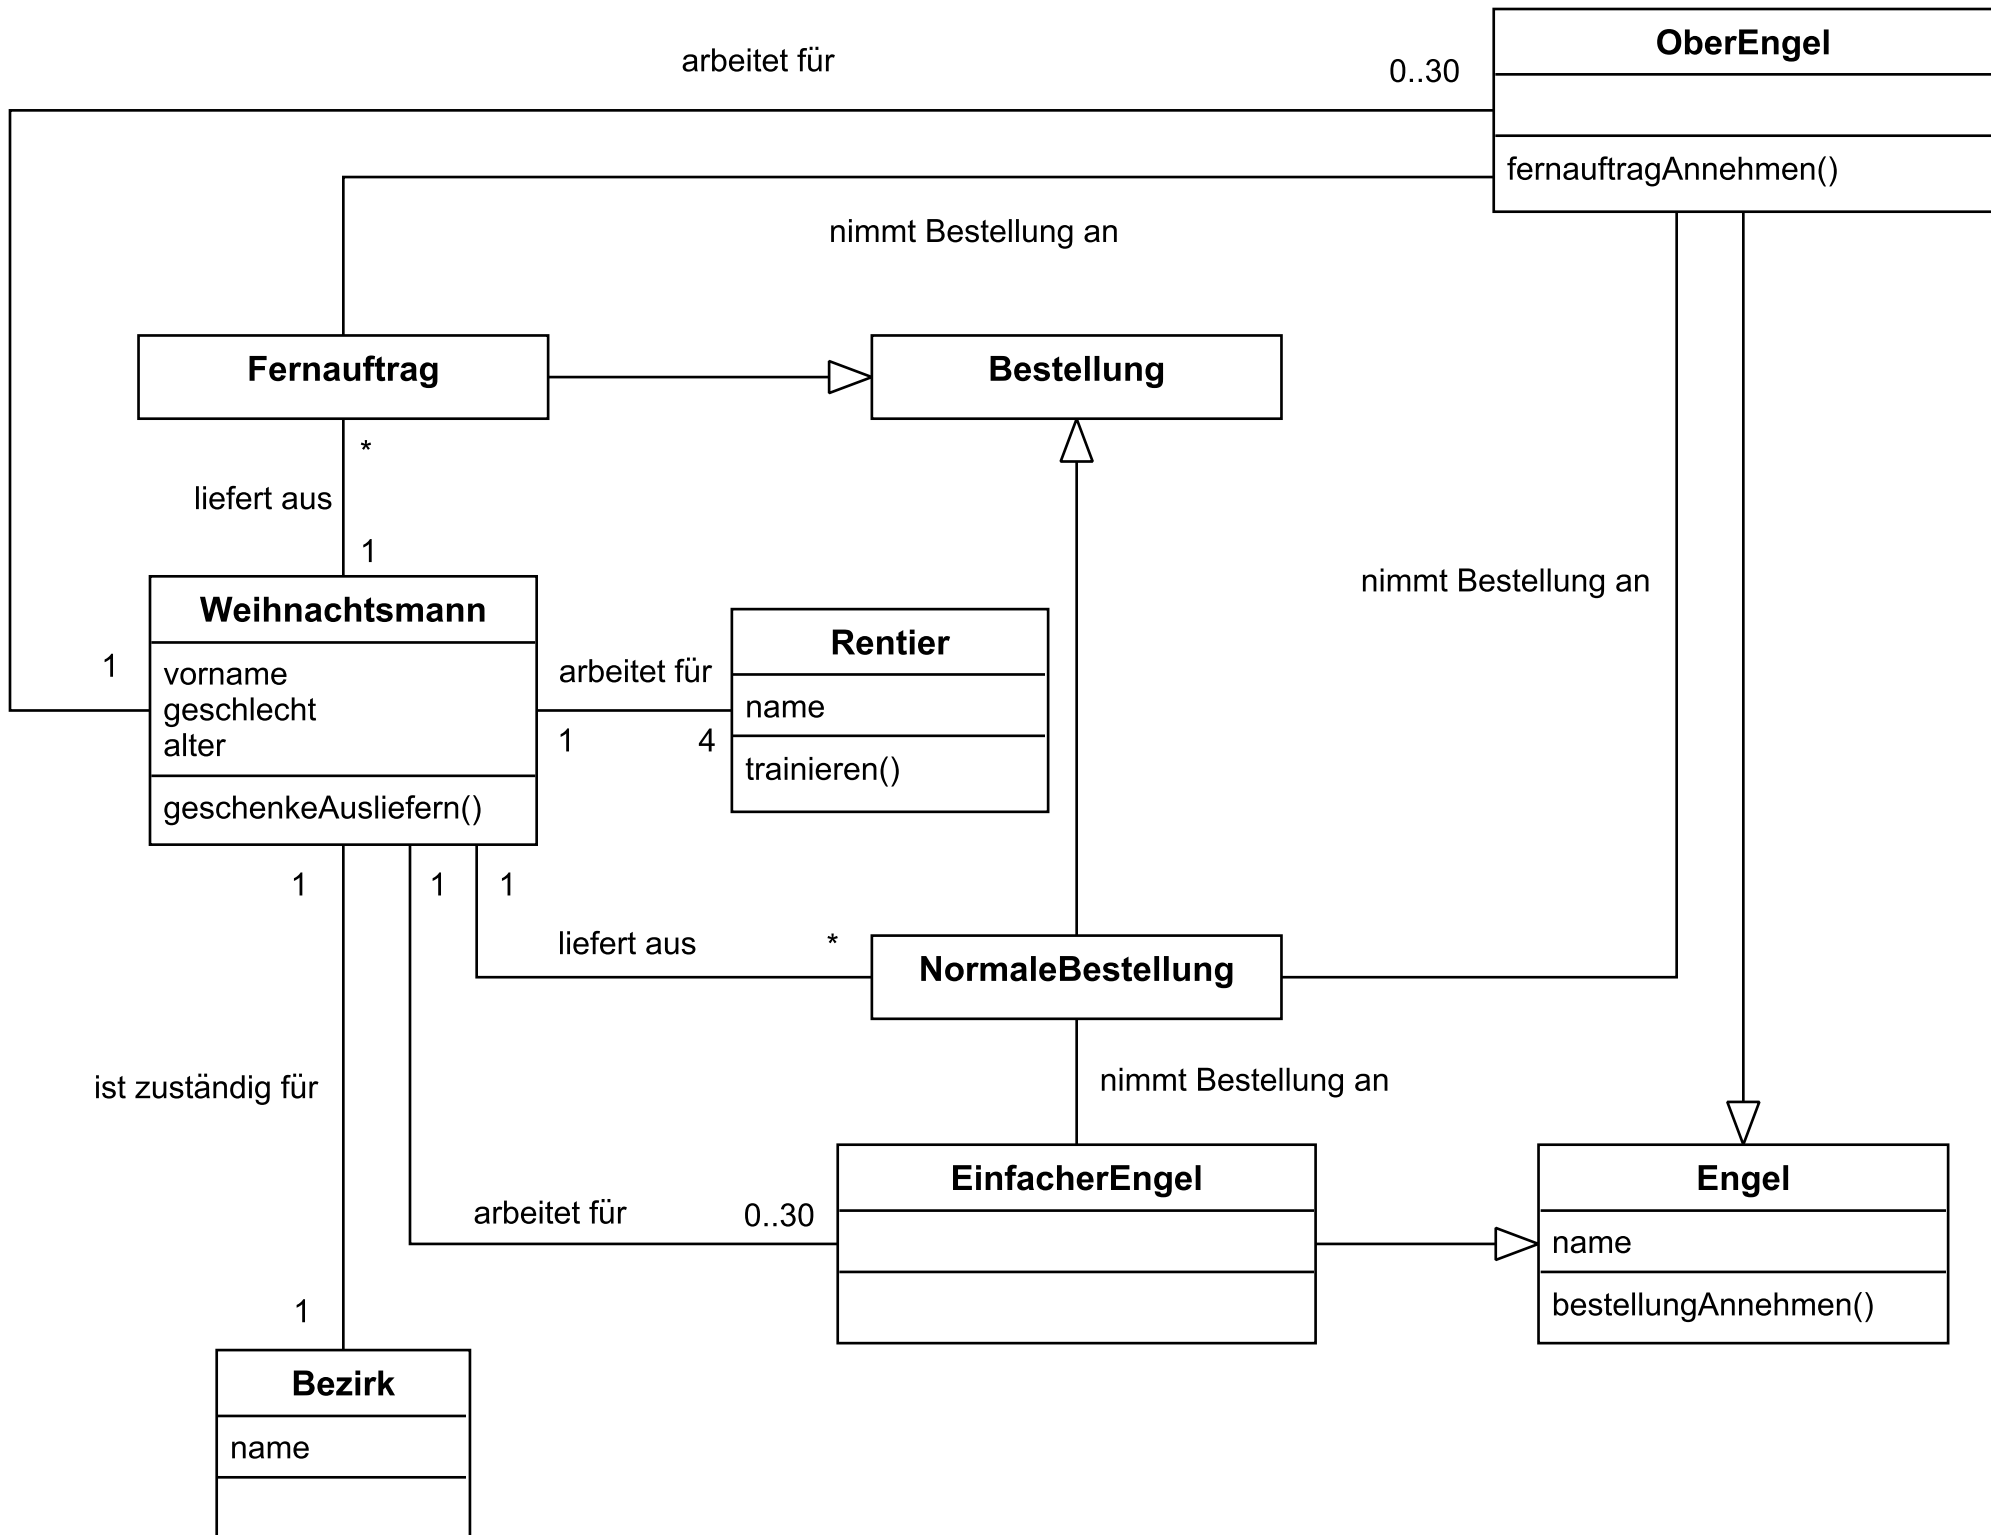 OberEngel
arbeitet für
0..30
fernauftragAnnehmen()
nimmt Bestellung an
Fernauftrag
Bestellung
*
liefert aus
1
nimmt Bestellung an
Weihnachtsmann
vorname
geschlecht
alter
geschenkeAusliefern()
1
arbeitet für
1
4
Rentier
name
trainieren()
1
1
1
liefert aus
*
NormaleBestellung
ist zuständig für
nimmt Bestellung an
arbeitet für
0..30
EinfacherEngel
Engel
name
bestellungAnnehmen()
1
Bezirk
name